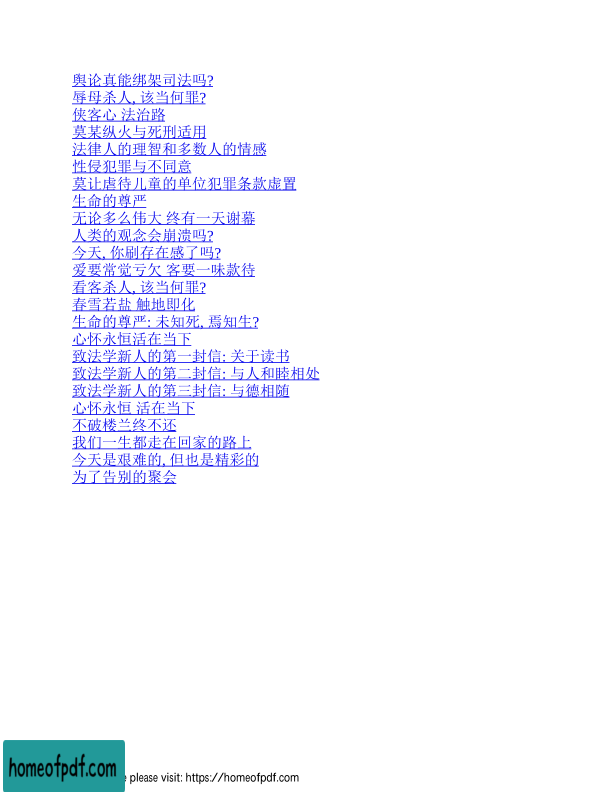 舆论真能绑架司法吗?
辱母杀人, 该当何罪?
侠客心 法治路
莫某纵火与死刑适用
法律人的理智和多数人的情感
性侵犯罪与不同意
莫让虐待儿童的单位犯罪条款虚置
生命的尊严
无论多么伟大 终有一天谢幕
人类的观念会崩溃吗?
今天, 你刷存在感了吗?
爱要常觉亏欠 客要一味款待
看客杀人, 该当何罪?
春雪若盐 触地即化
生命的尊严: 未知死, 焉知生?
心怀永恒活在当下
致法学新人的第一封信: 关于读书
致法学新人的第二封信: 与人和睦相处
致法学新人的第三封信: 与德相随
心怀永恒 活在当下
不破楼兰终不还
我们一生都走在回家的路上
今天是艰难的, 但也是精彩的
为了告别的聚会
homeofpdf.com
e please visit: https://homeofpdf.com